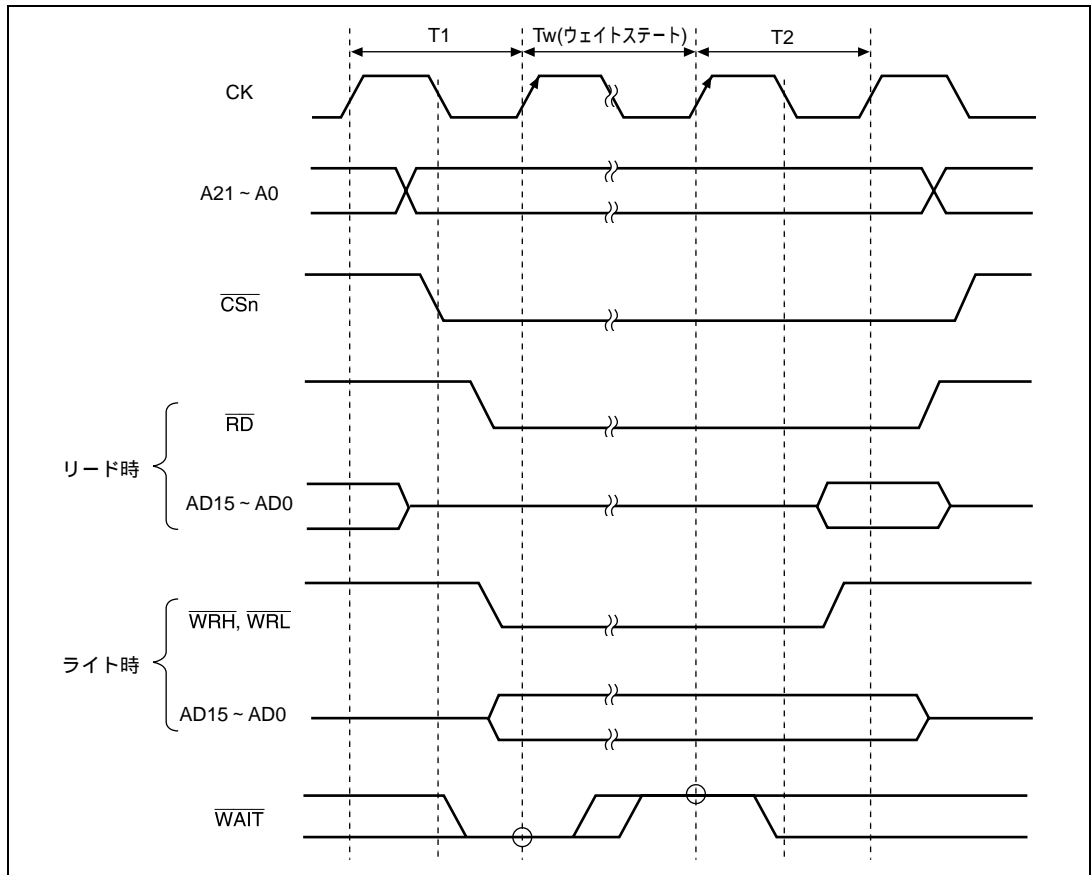 T1 Tw(ウェイトステート) T2
CK
A21 ~ A0
CSn
RD
リード時
AD15 ~ AD0
WRH, WRL
ライト時
AD15 ~ AD0
WAIT